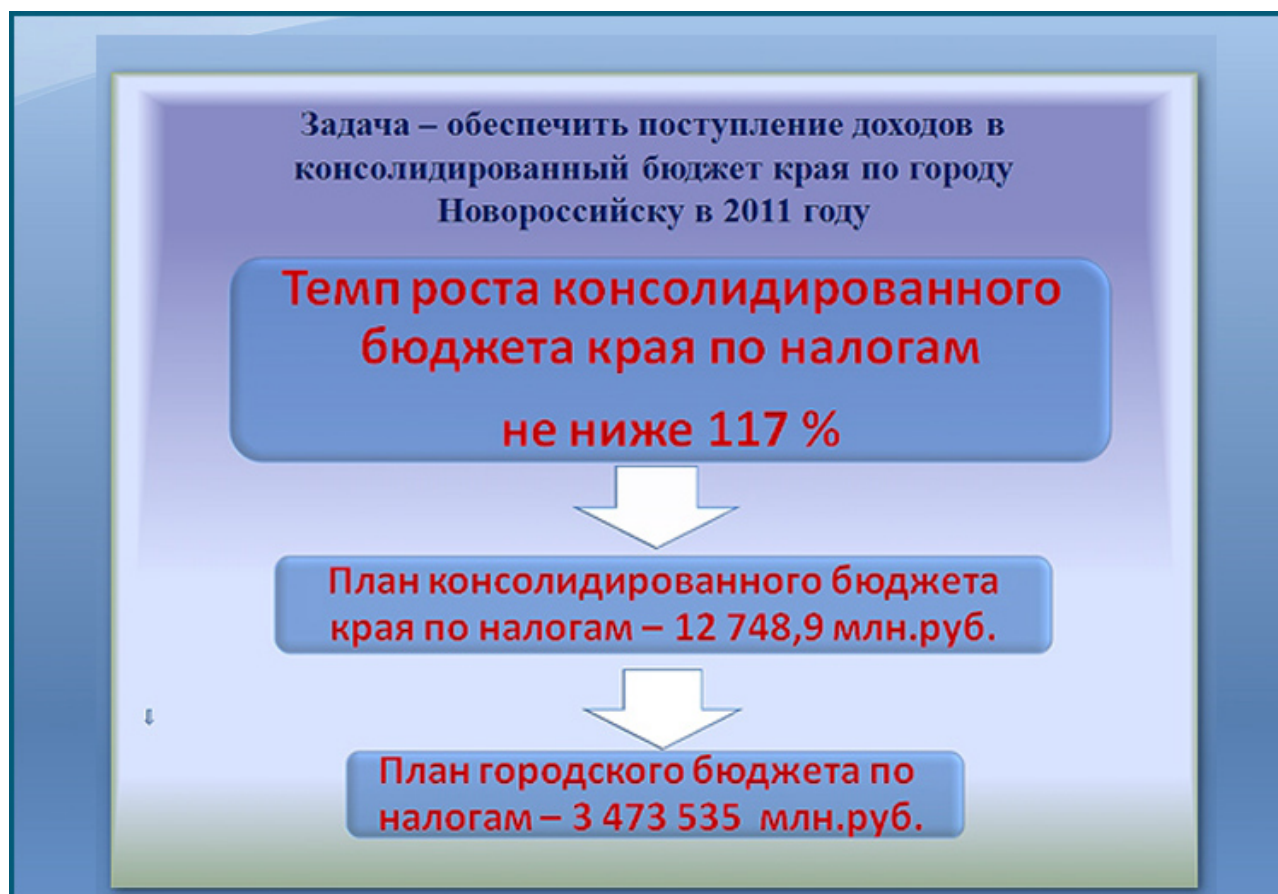 Задача – обеспечить поступление доходов в
консолидированный бюджет края по городу
Новороссийску в 2011 году
Темп роста консолидированного
бюджета края по налогам
не ниже 117 %
План консолидированного бюджета
края по налогам – 12 748,9 млн.руб.
План городского бюджета по
налогам – 3 473 535 млн.руб.